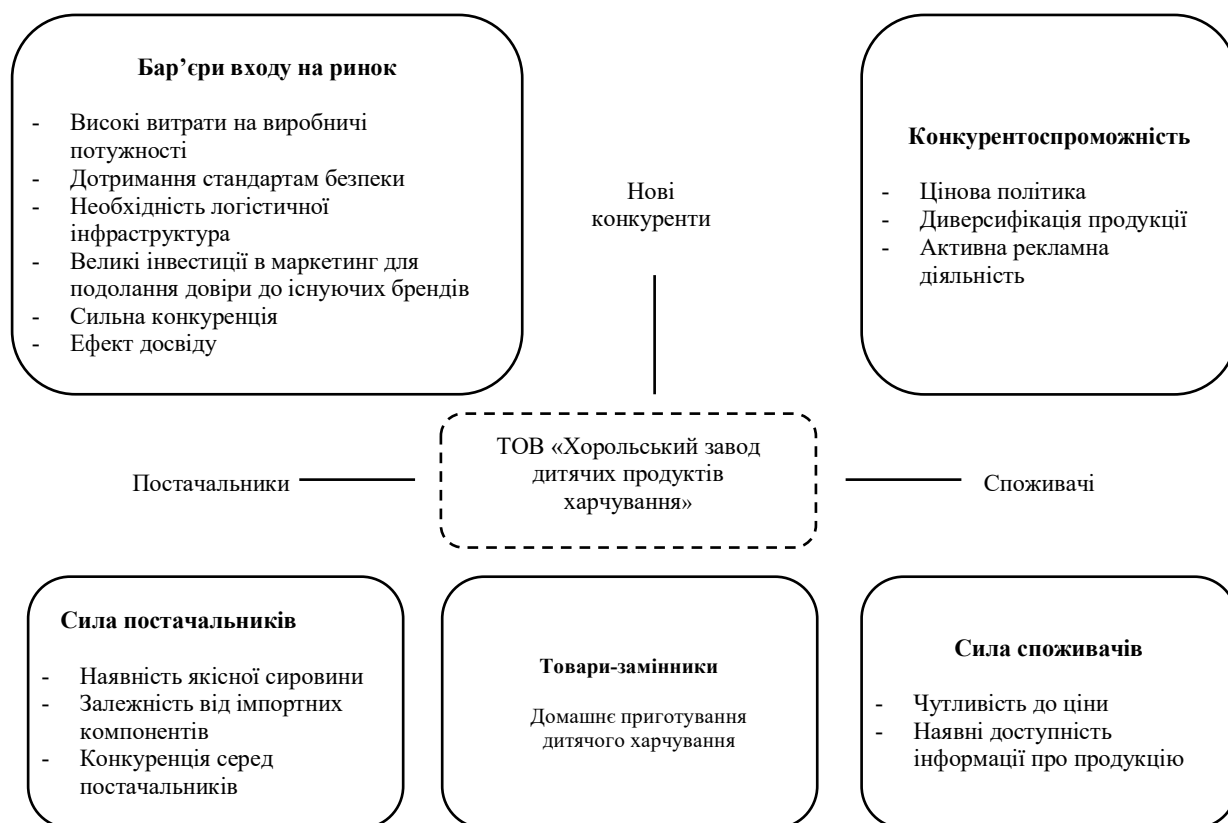 Бар’єри входу на ринок
- Високі витрати на виробничі
потужності
- Дотримання стандартам безпеки
- Необхідність логістичної
інфраструктура
- Великі інвестиції в маркетинг для
подолання довіри до існуючих брендів
- Сильна конкуренція
- Ефект досвіду
Нові
конкуренти
Конкурентоспроможність
- Цінова політика
- Диверсифікація продукції
- Активна рекламна
діяльність
Постачальники
ТОВ «Хорольський завод
дитячих продуктів
харчування»
Споживачі
Сила постачальників
- Наявність якісної сировини
- Залежність від імпортних
компонентів
- Конкуренція серед
постачальників
Товари-замінники
Домашнє приготування
дитячого харчування
Сила споживачів
- Чутливість до ціни
- Наявні доступність
інформації про продукцію